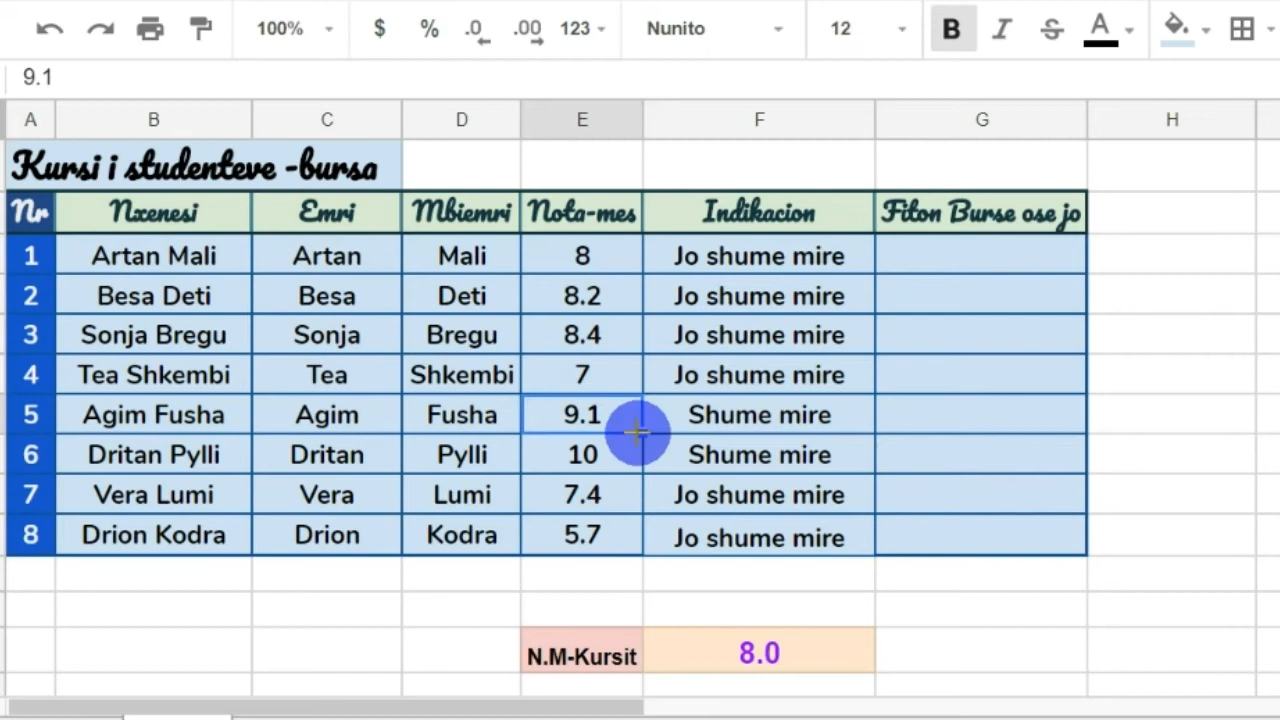 100% $ % .0 .00 123 Nunito 12 B I S A
9.1
A B C D E F G H
Kursi i studenteve -bursa
Nr Nxenesi Emri Mbiemri Nota-mes Indikacion Fiton Burse ose jo
1 Artan Mali Artan Mali 8 Jo shume mire
2 Besa Deti Besa Deti 8.2 Jo shume mire
3 Sonja Bregu Sonja Bregu 8.4 Jo shume mire
4 Tea Shkembi Tea Shkembi 7 Jo shume mire
5 Agim Fusha Agim Fusha 9.1 Shume mire
6 Dritan Pylli Dritan Pylli 10 Shume mire
7 Vera Lumi Vera Lumi 7.4 Jo shume mire
8 Drion Kodra Drion Kodra 5.7 Jo shume mire
N.M-Kursit 8.0